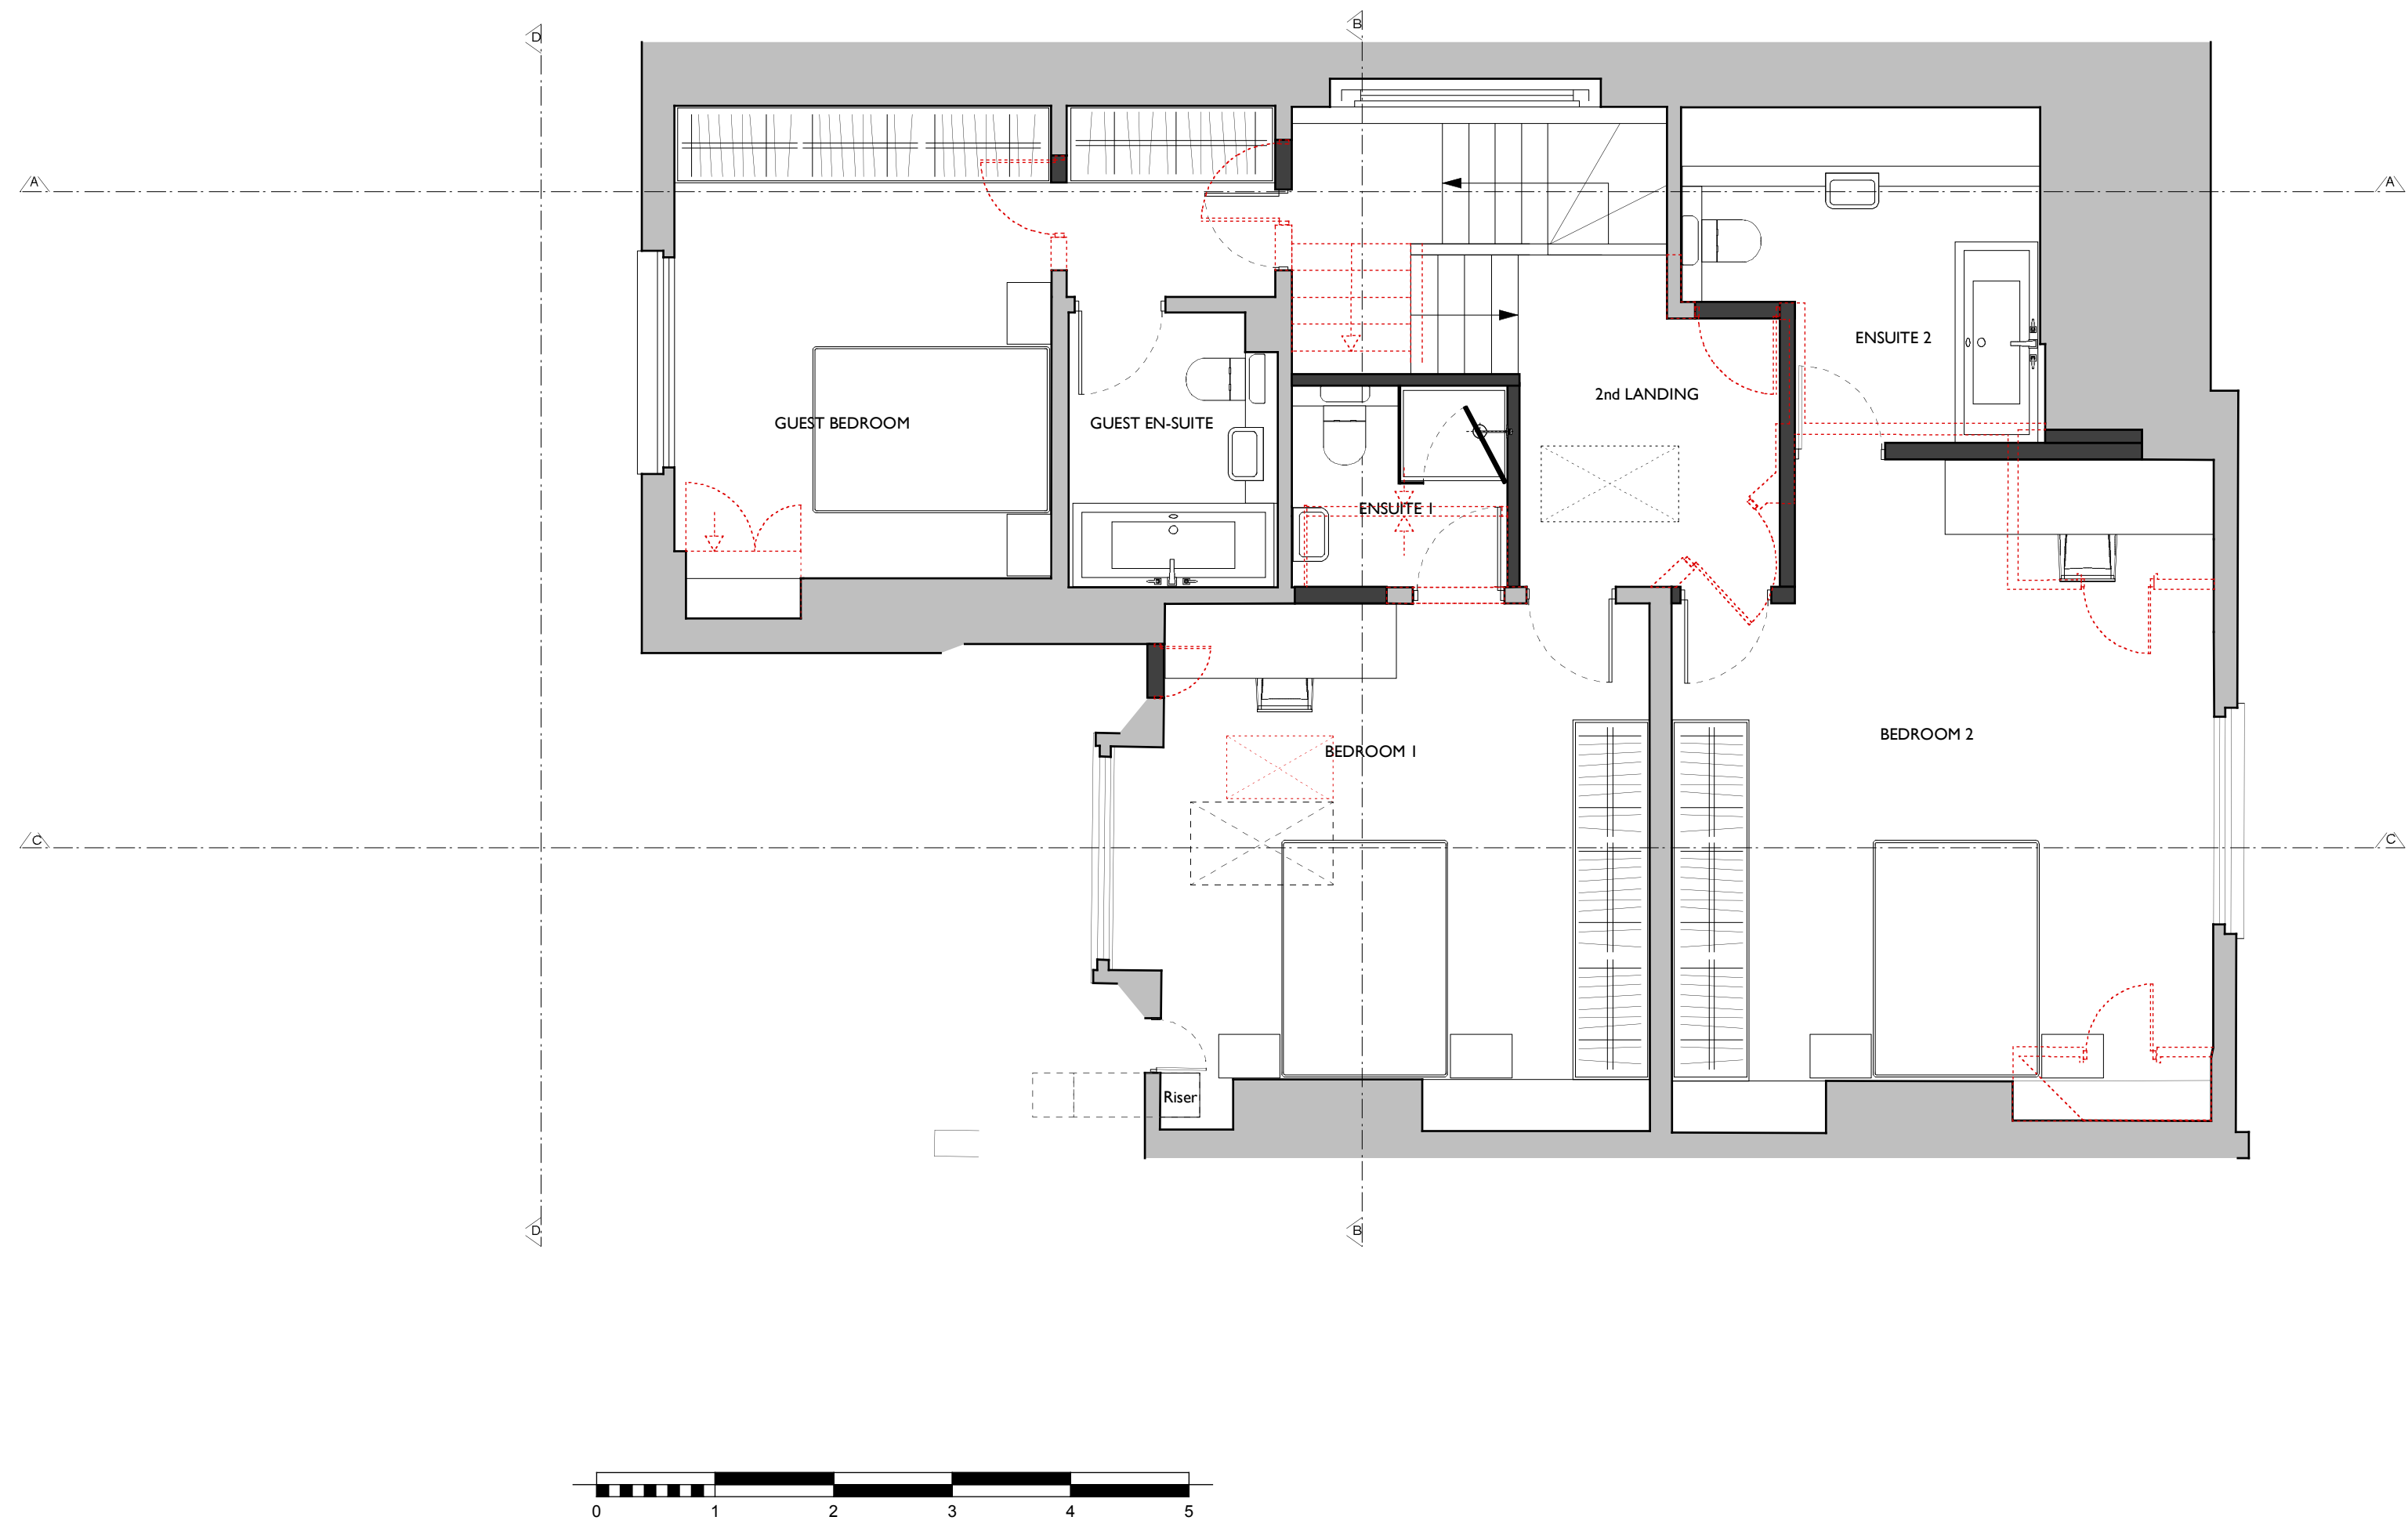 D
B
A
A
ENSUITE 2
2nd LANDING
GUEST BEDROOM
GUEST EN-SUITE
ENSUITE 1
BEDROOM 2
BEDROOM 1
C
C
Riser
D
B
0 1 2 3 4 5